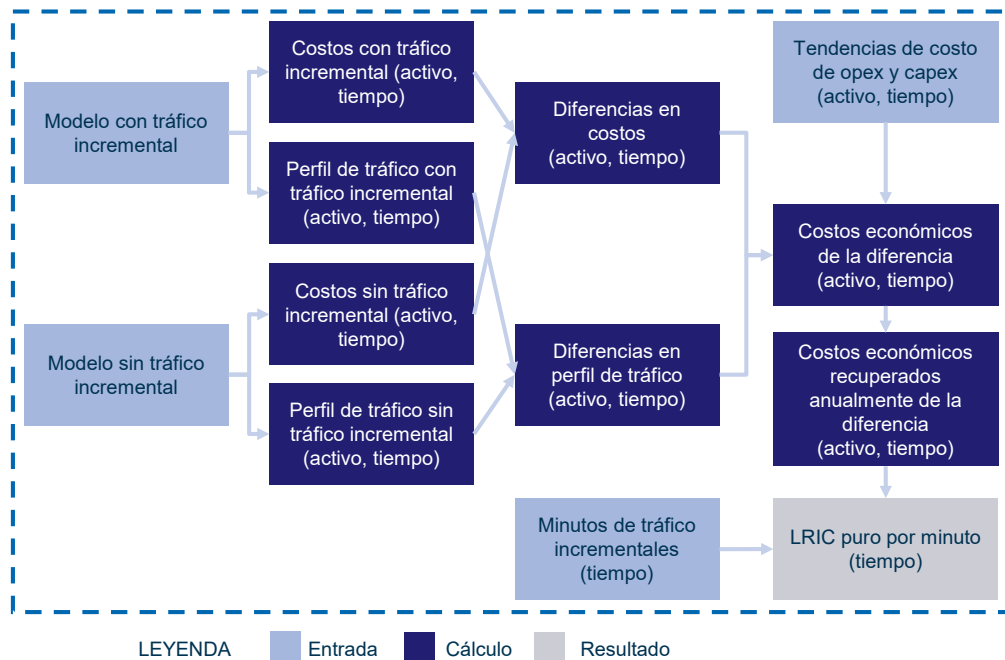 Modelo con tráfico
incremental
Modelo sin tráfico
incremental
Costos con tráfico
incremental (activo,
tiempo)
Perfil de tráfico con
tráfico incremental
(activo, tiempo)
Costos sin tráfico
incremental (activo,
tiempo)
Perfil de tráfico sin
tráfico incremental
(activo, tiempo)
Diferencias en
costos
(activo, tiempo)
Diferencias en
perfil de tráfico
(activo, tiempo)
Minutos de tráfico
incrementales
(tiempo)
Tendencias de costo
de opex y capex
(activo, tiempo)
Costos económicos
de la diferencia
(activo, tiempo)
Costos económicos
recuperados
anualmente de la
diferencia
(activo, tiempo)
LRIC puro por minuto
(tiempo)
LEYENDA
Entrada
Cálculo
Resultado